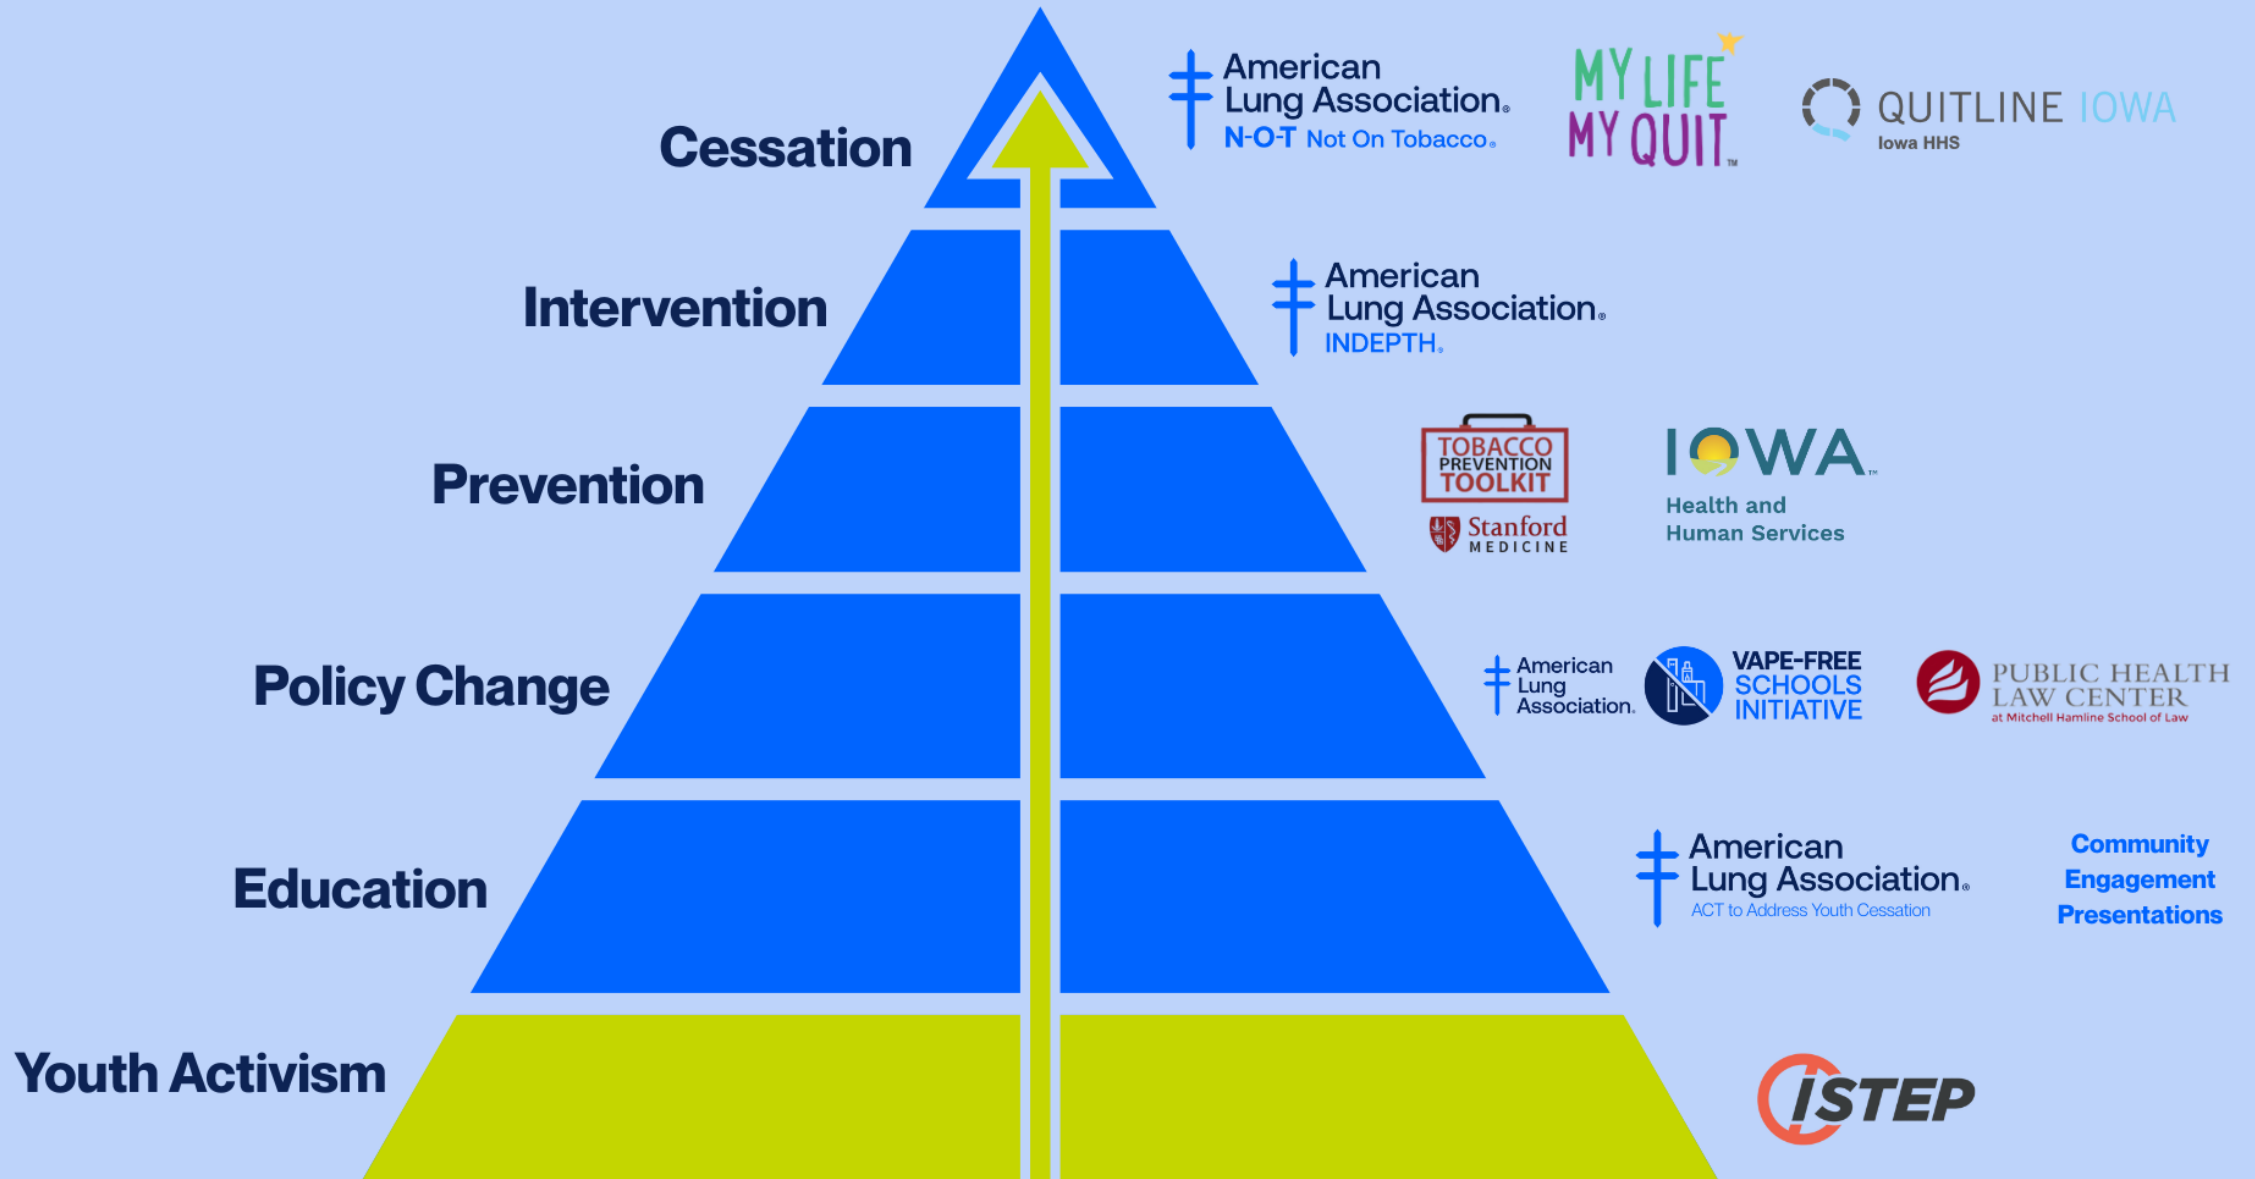 Cessation
American
Lung Association®
N-O-T Not On Tobacco®
MY LIFE
MY QUIT™
QUITLINE IOWA
Iowa HHS
Intervention
American
Lung Association®
INDEPTH®
Prevention
TOBACCO
PREVENTION
TOOLKIT
Stanford
MEDICINE
IOWA™
Health and
Human Services
Policy Change
American
Lung
Association®
VAPE-FREE
SCHOOLS
INITIATIVE
PUBLIC HEALTH
LAW CENTER
at Mitchell Hamline School of Law
Education
American
Lung Association®
ACT to Address Youth Cessation
Community
Engagement
Presentations
Youth Activism
ISTEP